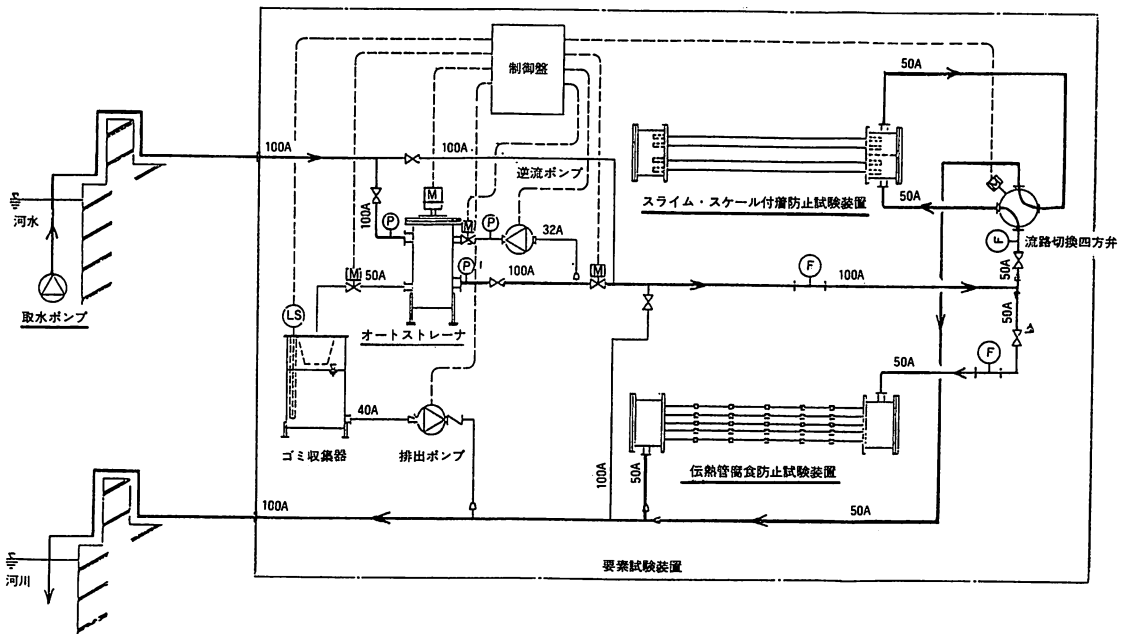 制御盤
50A
100A
100A
逆流ポンプ
スライム・スケール付着防止試験装置
50A
M
M
河水
100A
P
M
P
32A
F
流路切換四方弁
50A
取水ポンプ
M
50A
P
100A
M
F
100A
50A
LS
オートストレーナ
F
50A
40A
ゴミ収集器
排出ポンプ
100A
50A
伝熱管腐食防止試験装置
100A
50A
河川
要素試験装置